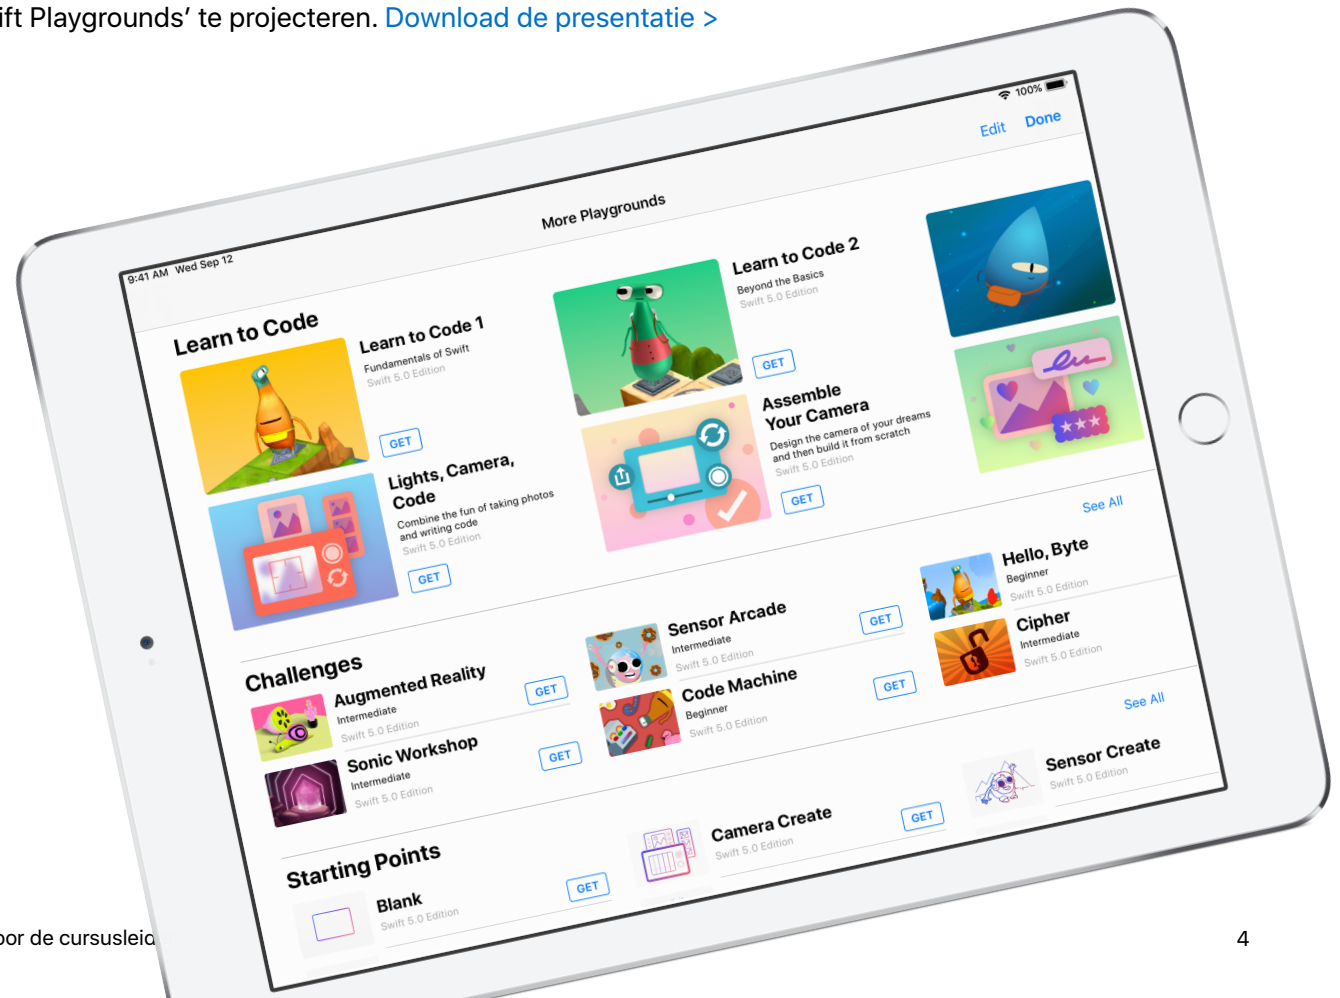 ift Playgrounds’ te projecteren. Download de presentatie >
9:41 AM Wed Sep 12
100%
Edit Done
More Playgrounds
Learn to Code
Learn to Code 1
Fundamentals of Swift
Swift 5.0 Edition
GET
Learn to Code 2
Beyond the Basics
Swift 5.0 Edition
GET
Lights, Camera,
Code
Combine the fun of taking photos
and writing code
Swift 5.0 Edition
GET
Assemble
Your Camera
Design the camera of your dreams
and then build it from scratch
Swift 5.0 Edition
GET
Challenges
See All
Augmented Reality
Intermediate
Swift 5.0 Edition
GET
Sensor Arcade
Intermediate
Swift 5.0 Edition
GET
Hello, Byte
Beginner
Swift 5.0 Edition
Sonic Workshop
Intermediate
Swift 5.0 Edition
GET
Code Machine
Beginner
Swift 5.0 Edition
GET
Cipher
Intermediate
Swift 5.0 Edition
Starting Points
See All
Blank
Swift 5.0 Edition
GET
Camera Create
Swift 5.0 Edition
GET
Sensor Create
Swift 5.0 Edition
oor de cursusleid
4